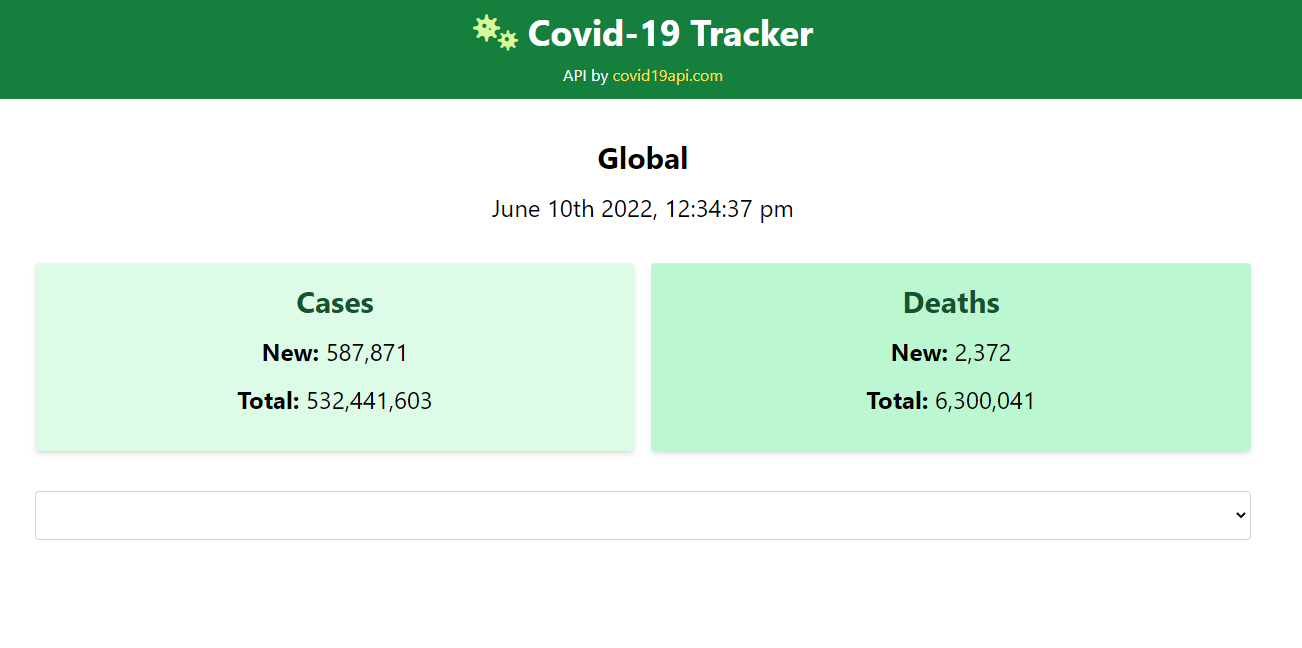 Covid-19 Tracker
API by covid19api.com
Global
June 10th 2022, 12:34:37 pm
Cases
New: 587,871
Total: 532,441,603
Deaths
New: 2,372
Total: 6,300,041